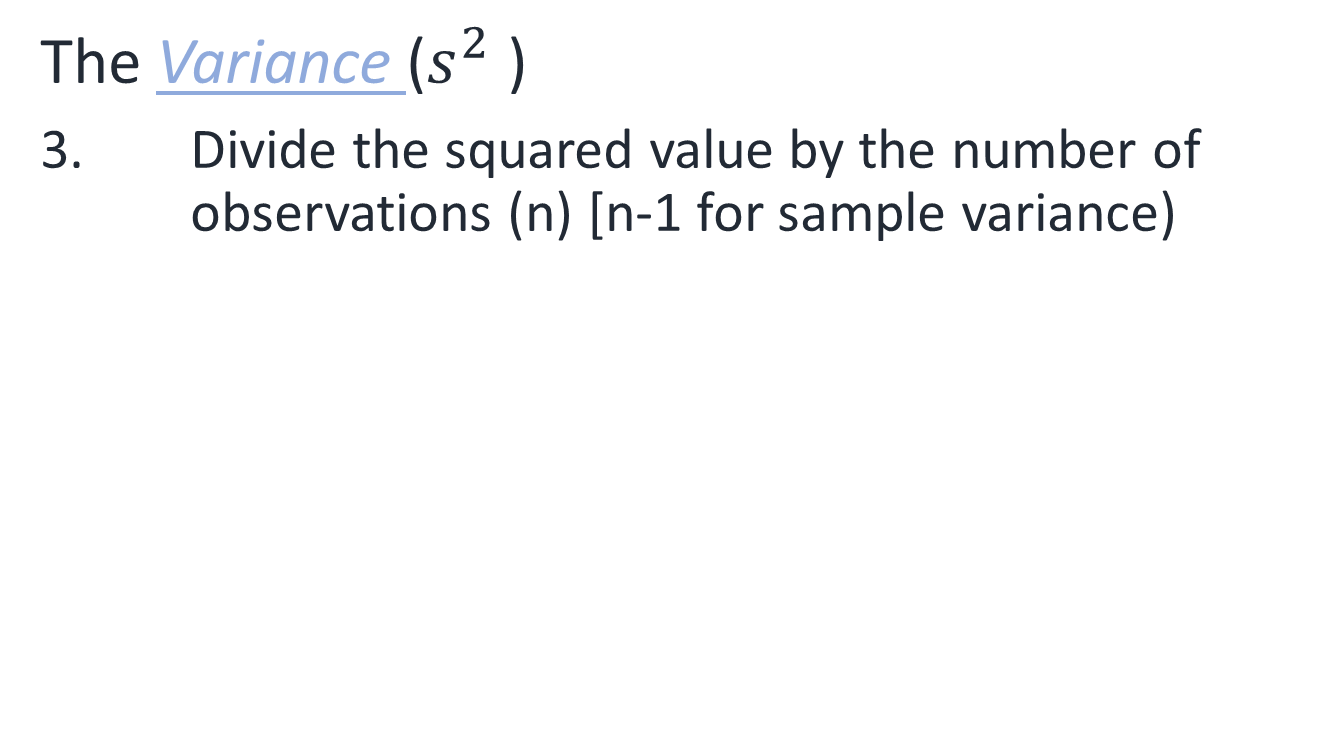 The Variance (s² )
3. Divide the squared value by the number of
observations (n) [n-1 for sample variance)